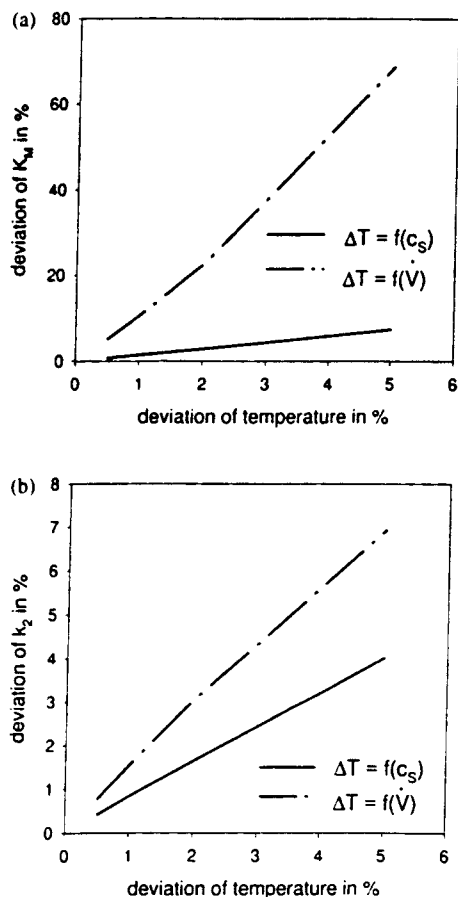 (a)
80
60
40
20
0
deviation of K_M in %
ΔT = f(c_S)
ΔT = f(V̇)
0 1 2 3 4 5 6
deviation of temperature in %
(b)
8
7
6
5
4
3
2
1
0
deviation of k_2 in %
ΔT = f(c_S)
ΔT = f(V̇)
0 1 2 3 4 5 6
deviation of temperature in %